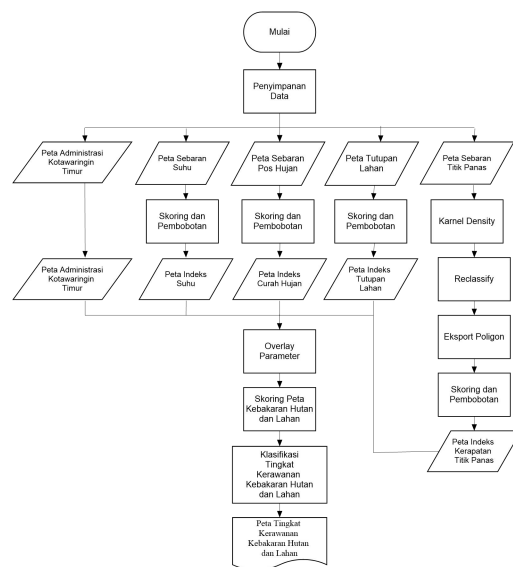 Mulai
Penyimpanan
Data
Peta Administrasi
Kotawaringin
Timur
Peta Sebaran
Suhu
Peta Sebaran
Pos Hujan
Peta Tutupan
Lahan
Peta Sebaran
Titik Panas
Skoring dan
Pembobotan
Skoring dan
Pembobotan
Skoring dan
Pembobotan
Karnel Density
Peta Administrasi
Kotawaringin
Timur
Peta Indeks
Suhu
Peta Indeks
Curah Hujan
Peta Indeks
Tutupan
Lahan
Reclassify
Overlay
Parameter
Eksport Poligon
Skoring Peta
Kebakaran Hutan
dan Lahan
Skoring dan
Pembobotan
Klasifikasi
Tingkat
Kerawanan
Kebakaran Hutan
dan Lahan
Peta Indeks
Kerapatan
Titik Panas
Peta Tingkat
Kerawanan
Kebakaran Hutan
dan Lahan